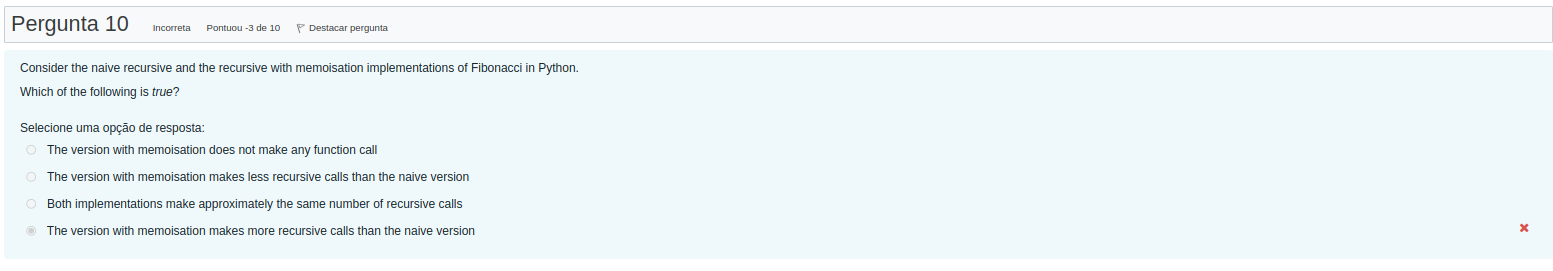 Pergunta 10 Incorreta Pontuou -3 de 10 Destacar pergunta
Consider the naive recursive and the recursive with memoisation implementations of Fibonacci in Python.
Which of the following is true?
Selecione uma opção de resposta:
The version with memoisation does not make any function call
The version with memoisation makes less recursive calls than the naive version
Both implementations make approximately the same number of recursive calls
The version with memoisation makes more recursive calls than the naive version